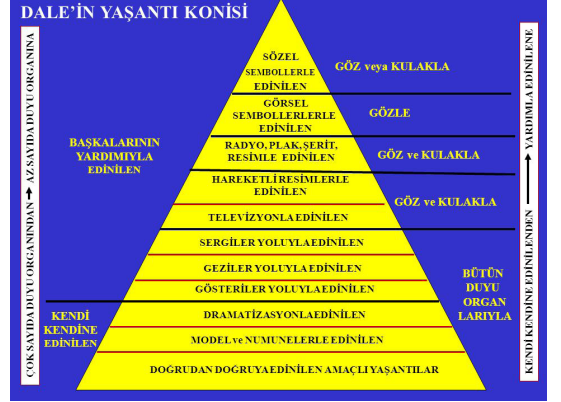 DALE’İN YAŞANTI KONİSİ
SÖZEL
SEMBOLLERLE
EDİNİLEN
GÖZ veya KULAKLA
GÖRSEL
SEMBOLLERLERLE
EDİNİLEN
GÖZLE
RADYO, PLAK, ŞERİT,
RESİMLE EDİNİLEN
GÖZ ve KULAKLA
BAŞKALARININ
YARDIMIYLA
EDİNİLEN
HAREKETLİ RESİMLERLE
EDİNİLEN
GÖZ ve KULAKLA
TELEVİZYONLA EDİNİLEN
SERGİLER YOLUYLA EDİNİLEN
GEZİLER YOLUYLA EDİNİLEN
GÖSTERİLER YOLUYLA EDİNİLEN
BÜTÜN
DUYU
ORGAN
LARIYLA
KENDİ
KENDİNE
EDİNİLEN
DRAMATİZASYONLA EDİNİLEN
MODEL ve NUMUNELERLE EDİNİLEN
DOĞRUDAN DOĞRUYA EDİNİLEN AMAÇLI YAŞANTILAR
ÇOK SAYIDA DUYU ORGANINDAN → AZ SAYIDA DUYU ORGANINA
KENDİ KENDİNE EDİNİLENDEN → YARDIMLA EDİNİLENE